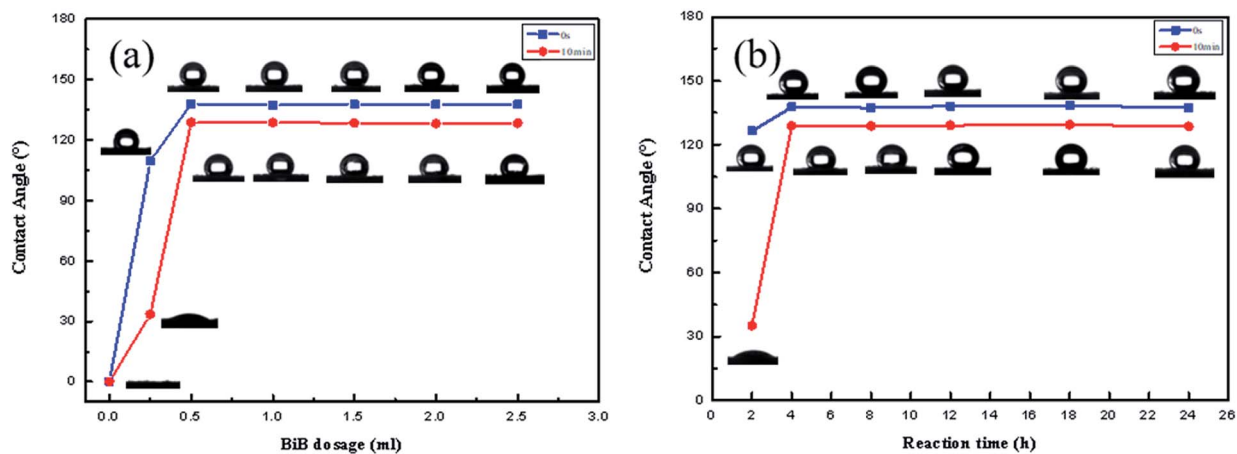 (a)
0s
10min
180
150
120
90
60
30
0
Contact Angle (°)
0.0 0.5 1.0 1.5 2.0 2.5 3.0
BiB dosage (ml)
(b)
0s
10min
180
150
120
90
60
30
0
Contact Angle (°)
0 2 4 6 8 10 12 14 16 18 20 22 24 26
Reaction time (h)